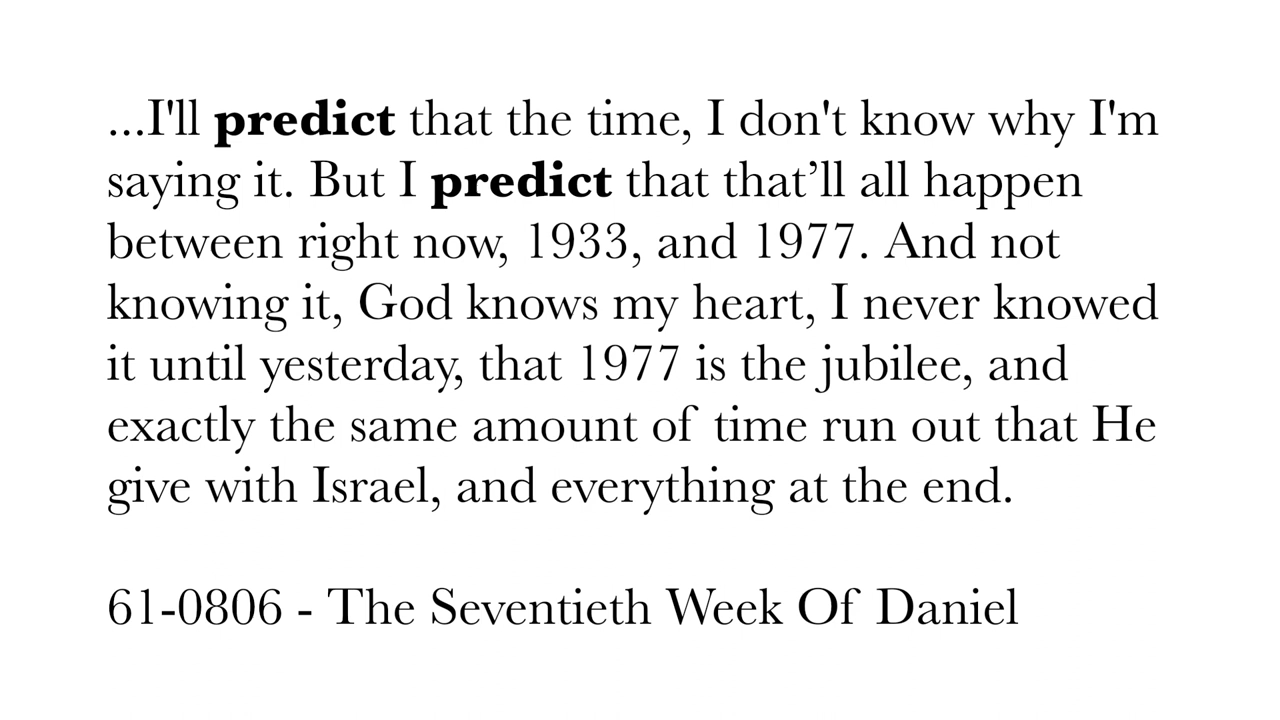 ...I'll predict that the time, I don't know why I'm
saying it. But I predict that that’ll all happen
between right now, 1933, and 1977. And not
knowing it, God knows my heart, I never knowed
it until yesterday, that 1977 is the jubilee, and
exactly the same amount of time run out that He
give with Israel, and everything at the end.
61-0806 - The Seventieth Week Of Daniel